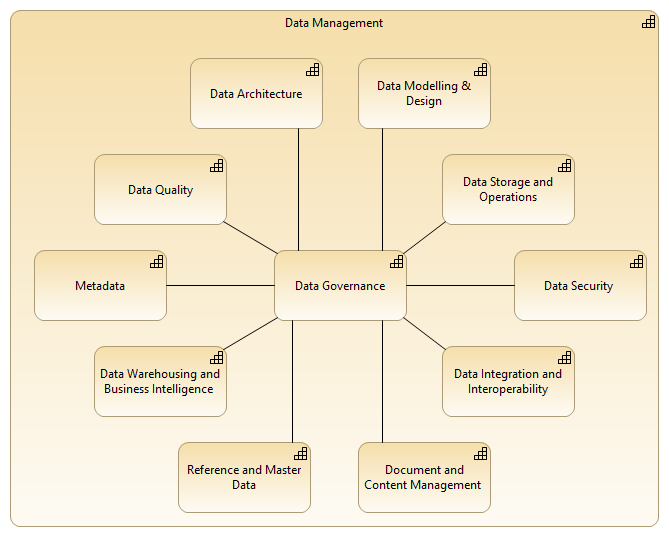 Data Management
Data Architecture
Data Modelling &
Design
Data Quality
Data Storage and
Operations
Metadata
Data Governance
Data Security
Data Warehousing and
Business Intelligence
Data Integration and
Interoperability
Reference and Master
Data
Document and
Content Management